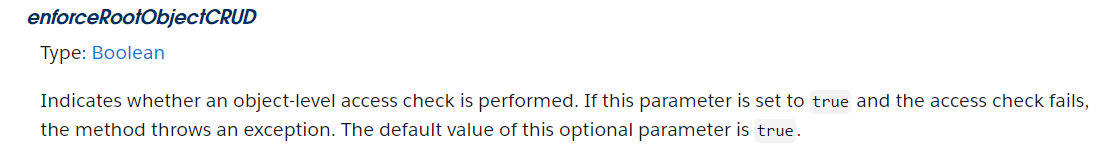 enforceRootObjectCRUD
Type: Boolean
Indicates whether an object-level access check is performed. If this parameter is set to true and the access check fails,
the method throws an exception. The default value of this optional parameter is true.